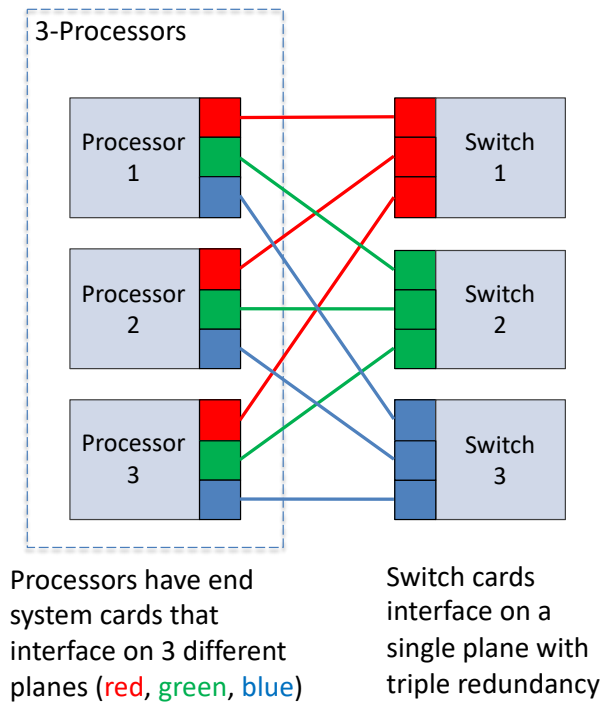 3-Processors
Processor
1
Switch
1
Processor
2
Switch
2
Processor
3
Switch
3
Processors have end
system cards that
interface on 3 different
planes (red, green, blue)
Switch cards
interface on a
single plane with
triple redundancy